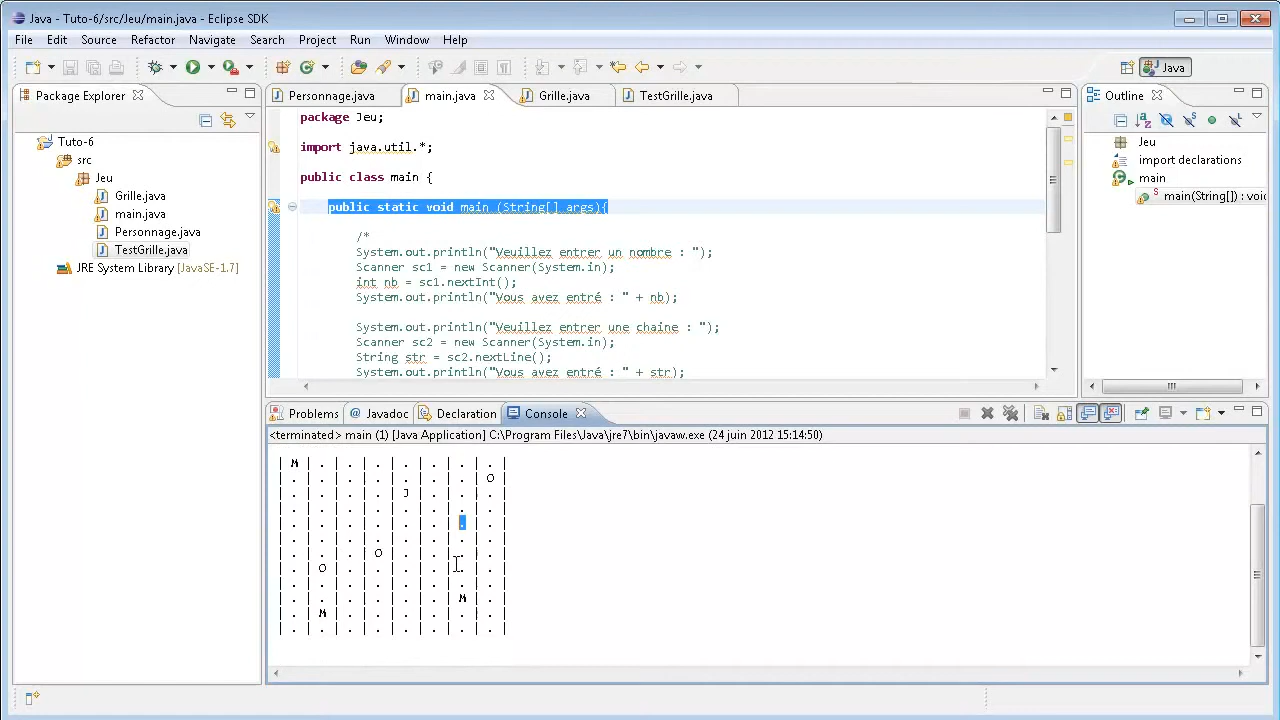 Java - Tuto-6/src/Jeu/main.java - Eclipse SDK
File Edit Source Refactor Navigate Search Project Run Window Help
Java
Package Explorer
Personnage.java main.java Grille.java TestGrille.java
Outline
Tuto-6
src
Jeu
Grille.java
main.java
Personnage.java
TestGrille.java
JRE System Library [JavaSE-1.7]
package Jeu;
import java.util.*;
public class main {
public static void main (String[] args){
/*
System.out.println("Veuillez entrer un nombre : ");
Scanner sc1 = new Scanner(System.in);
int nb = sc1.nextInt();
System.out.println("Vous avez entré : " + nb);
System.out.println("Veuillez entrer une chaine : ");
Scanner sc2 = new Scanner(System.in);
String str = sc2.nextLine();
System.out.println("Vous avez entré : " + str);
Jeu
import declarations
main
main(String[]) : voi
Problems @ Javadoc Declaration Console
<terminated> main (1) [Java Application] C:\Program Files\Java\jre7\bin\javaw.exe (24 juin 2012 15:14:50)
| M | . | . | . | . | . | . | . |
| . | . | . | . | . | . | . | O |
| . | . | . | . | J | . | . | . |
| . | . | . | . | . | . | . | . |
| . | . | . | . | . | . | . | . |
| . | . | . | . | . | . | . | . |
| . | . | . | O | . | . | . | . |
| . | O | . | . | . | . | . | . |
| . | . | . | . | . | . | . | . |
| . | . | . | . | . | . | M | . |
| . | M | . | . | . | . | . | . |
| . | . | . | . | . | . | . | . |